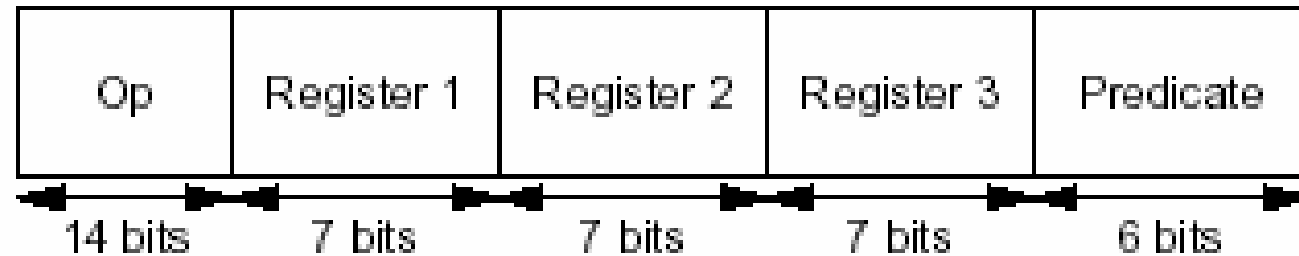 Op Register 1 Register 2 Register 3 Predicate
14 bits 7 bits 7 bits 7 bits 6 bits